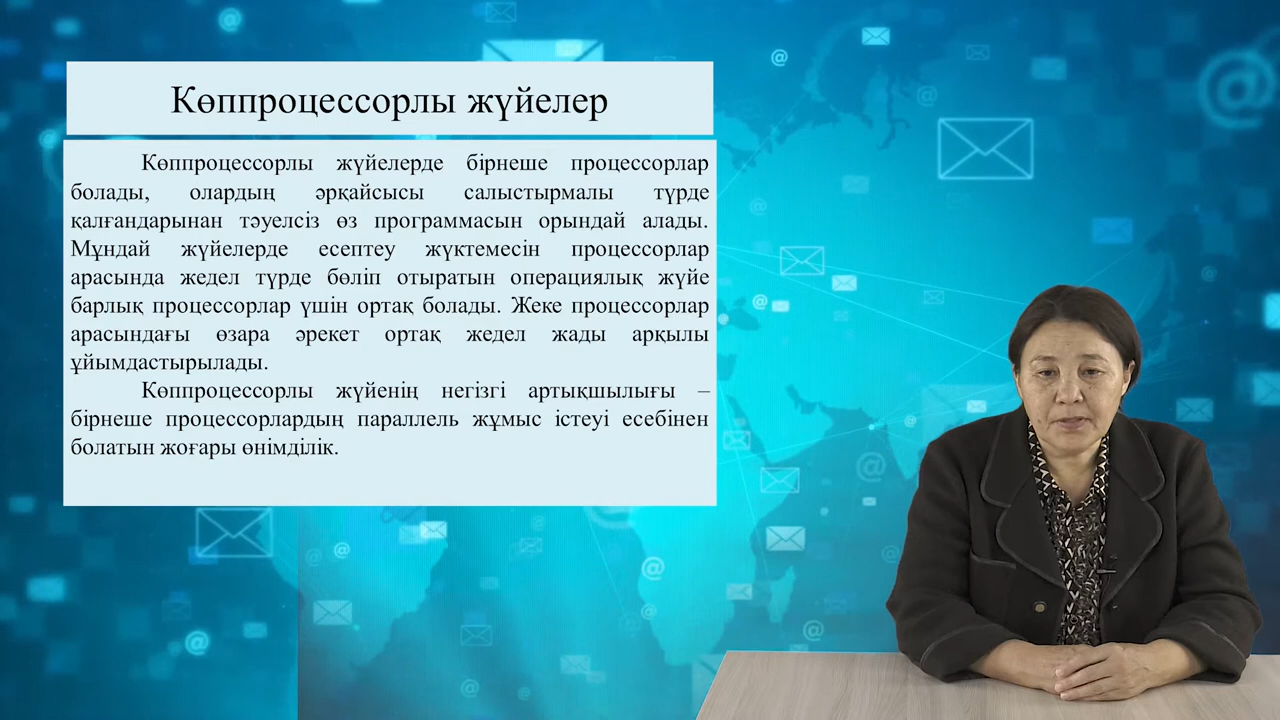 Көппроцессорлы жүйелер
Көппроцессорлы жүйелерде бірнеше процессорлар
болады, олардың әрқайсысы салыстырмалы түрде
қалғандарынан тәуелсіз өз программасын орындай алады.
Мұндай жүйелерде есептеу жүктемесін процессорлар
арасында жедел түрде бөліп отыратын операциялық жүйе
барлық процессорлар үшін ортақ болады. Жеке процессорлар
арасындағы өзара әрекет ортақ жедел жады арқылы
ұйымдастырылады.
Көппроцессорлы жүйенің негізгі артықшылығы –
бірнеше процессорлардың параллель жұмыс істеуі есебінен
болатын жоғары өнімділік.